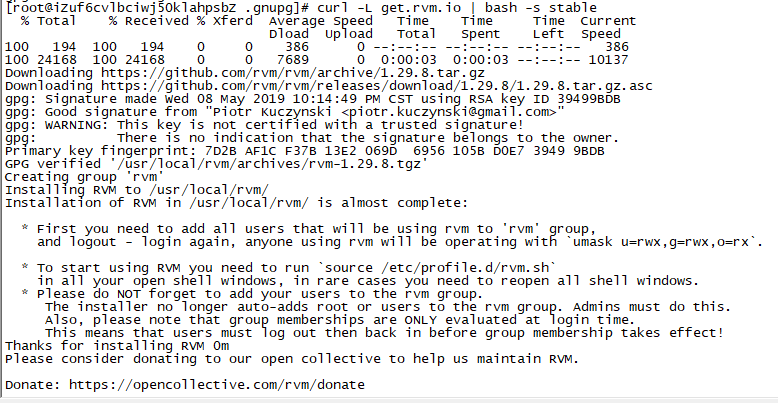 [root@iZuf6cvlbciwj50klahpsbZ .gnupg]# curl -L get.rvm.io | bash -s stable
  % Total    % Received % Xferd  Average Speed   Time    Time     Time  Current
                                 Dload  Upload   Total   Spent    Left  Speed
100   194  100   194    0     0    386      0 --:--:-- --:--:-- --:--:--   386
100 24168  100 24168    0     0   7689      0  0:00:03  0:00:03 --:--:-- 10137
Downloading https://github.com/rvm/rvm/archive/1.29.8.tar.gz
Downloading https://github.com/rvm/rvm/releases/download/1.29.8/1.29.8.tar.gz.asc
gpg: Signature made Wed 08 May 2019 10:14:49 PM CST using RSA key ID 39499BDB
gpg: Good signature from "Piotr Kuczynski <piotr.kuczynski@gmail.com>"
gpg: WARNING: This key is not certified with a trusted signature!
gpg:          There is no indication that the signature belongs to the owner.
Primary key fingerprint: 7D2B AF1C F37B 13E2 069D  6956 105B D0E7 3949 9BDB
GPG verified '/usr/local/rvm/archives/rvm-1.29.8.tgz'
Creating group 'rvm'
Installing RVM to /usr/local/rvm/
Installation of RVM in /usr/local/rvm/ is almost complete:
  * First you need to add all users that will be using rvm to 'rvm' group,
    and logout - login again, anyone using rvm will be operating with `umask u=rwx,g=rwx,o=rx`.
  * To start using RVM you need to run `source /etc/profile.d/rvm.sh`
    in all your open shell windows, in rare cases you need to reopen all shell windows.
  * Please do NOT forget to add your users to the rvm group.
     The installer no longer auto-adds root or users to the rvm group. Admins must do this.
     Also, please note that group memberships are ONLY evaluated at login time.
     This means that users must log out then back in before group membership takes effect!
Thanks for installing RVM 0m
Please consider donating to our open collective to help us maintain RVM.
Donate: https://opencollective.com/rvm/donate